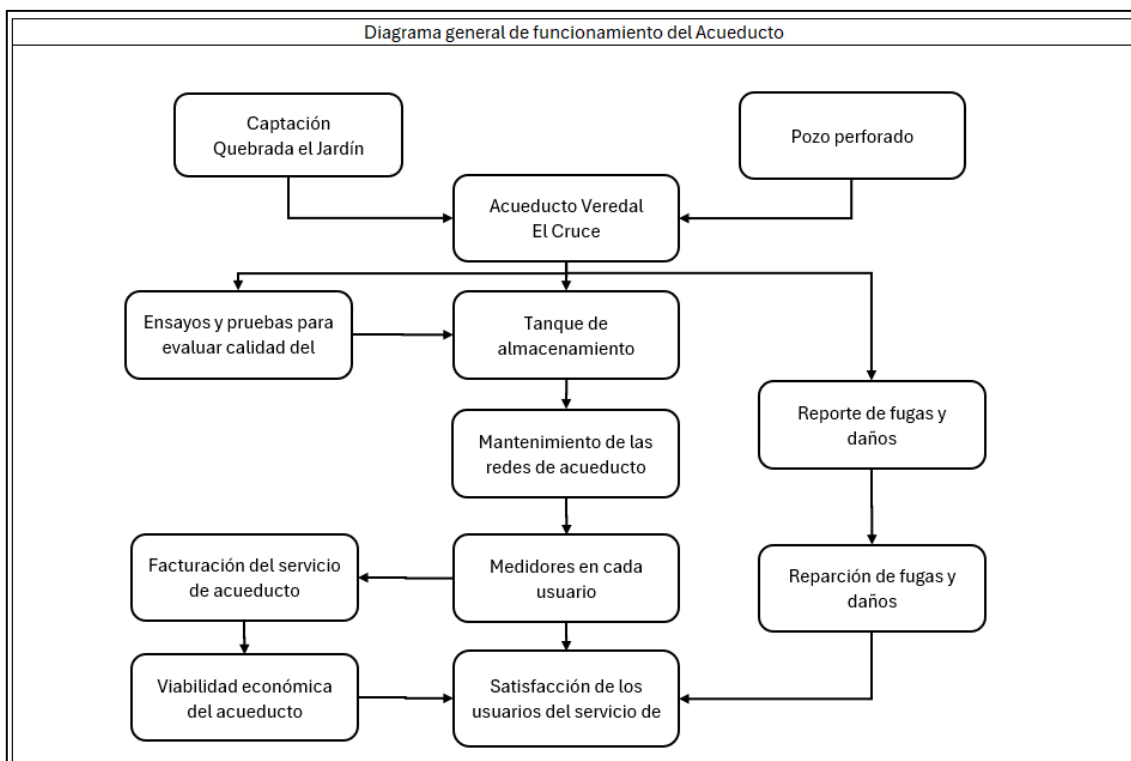 Diagrama general de funcionamiento del Acueducto
Captación
Quebrada el Jardín
Pozo perforado
Acueducto Veredal
El Cruce
Ensayos y pruebas para
evaluar calidad del
Tanque de
almacenamiento
Reporte de fugas y
daños
Mantenimiento de las
redes de acueducto
Facturación del servicio
de acueducto
Medidores en cada
usuario
Reparción de fugas y
daños
Viabilidad económica
del acueducto
Satisfacción de los
usuarios del servicio de